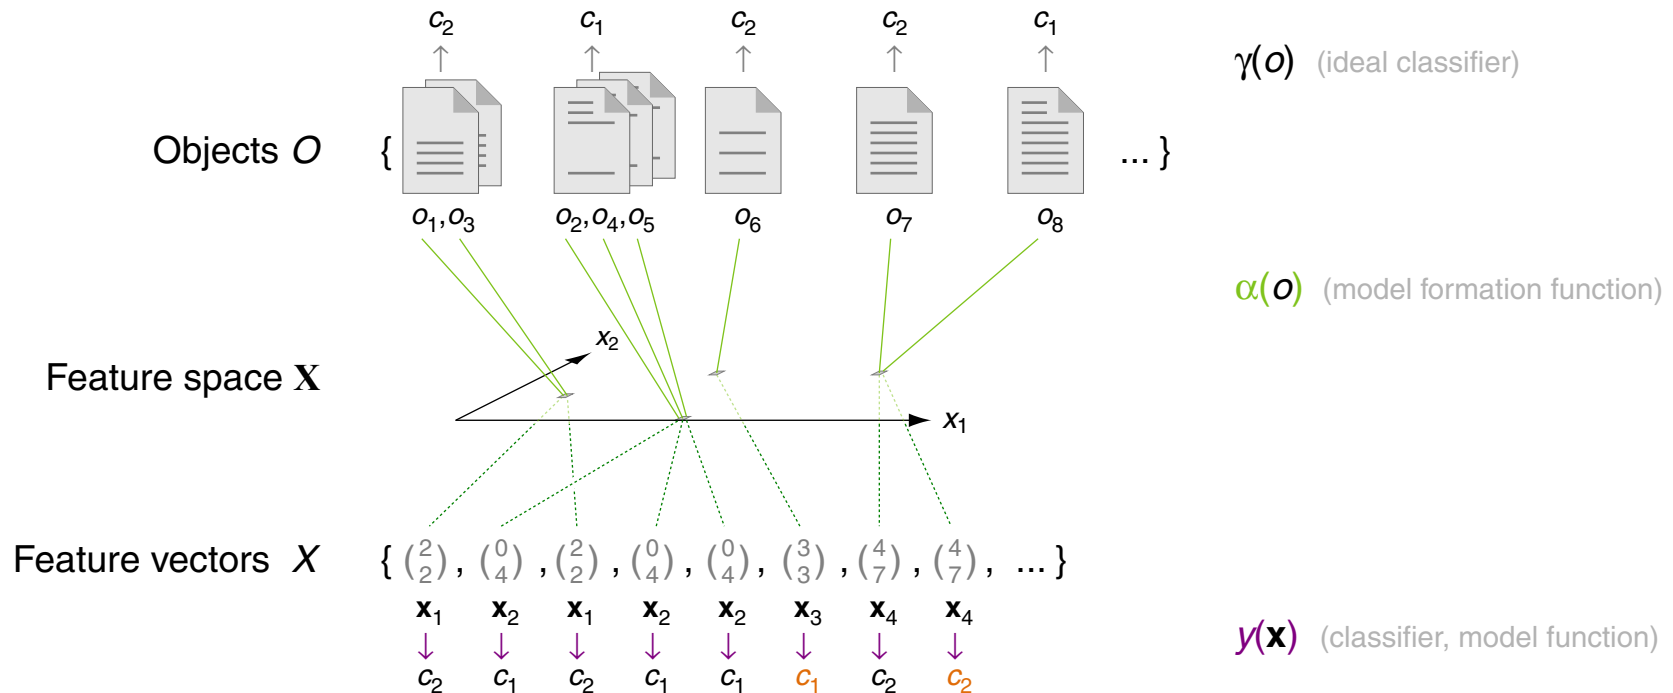 c2 c1 c2 c2 c1 γ(o) (ideal classifier)
Objects O { ... }
o1,o3 o2,o4,o5 o6 o7 o8
α(o) (model formation function)
x2
Feature space X
x1
Feature vectors X { (2 2), (0 4), (2 2), (0 4), (0 4), (3 3), (4 7), (4 7), ... }
x1 x2 x1 x2 x2 x3 x4 x4
y(x) (classifier, model function)
c2 c1 c2 c1 c1 c1 c2 c2